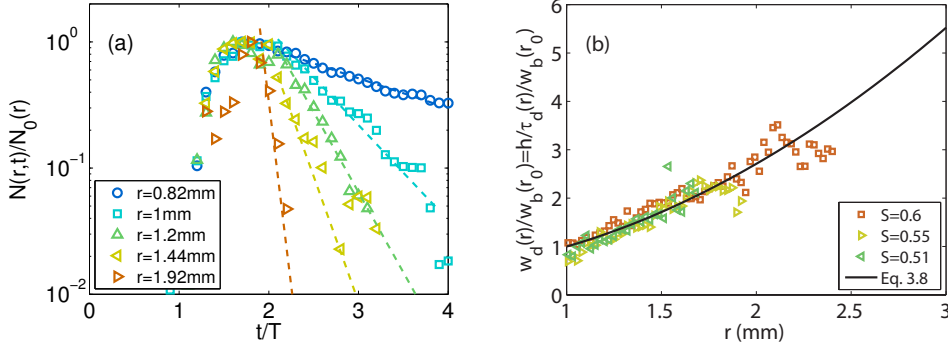 (a)
N(r,t)/N₀(r)
10⁰
10⁻¹
10⁻²
r=0.82mm
r=1mm
r=1.2mm
r=1.44mm
r=1.92mm
0 1 2 3 4
t/T
(b)
w_d(r)/w_b(r₀)=h/τ_d(r)/w_b(r₀)
6
5
4
3
2
1
0
S=0.6
S=0.55
S=0.51
Eq. 3.8
1 1.5 2 2.5 3
r (mm)